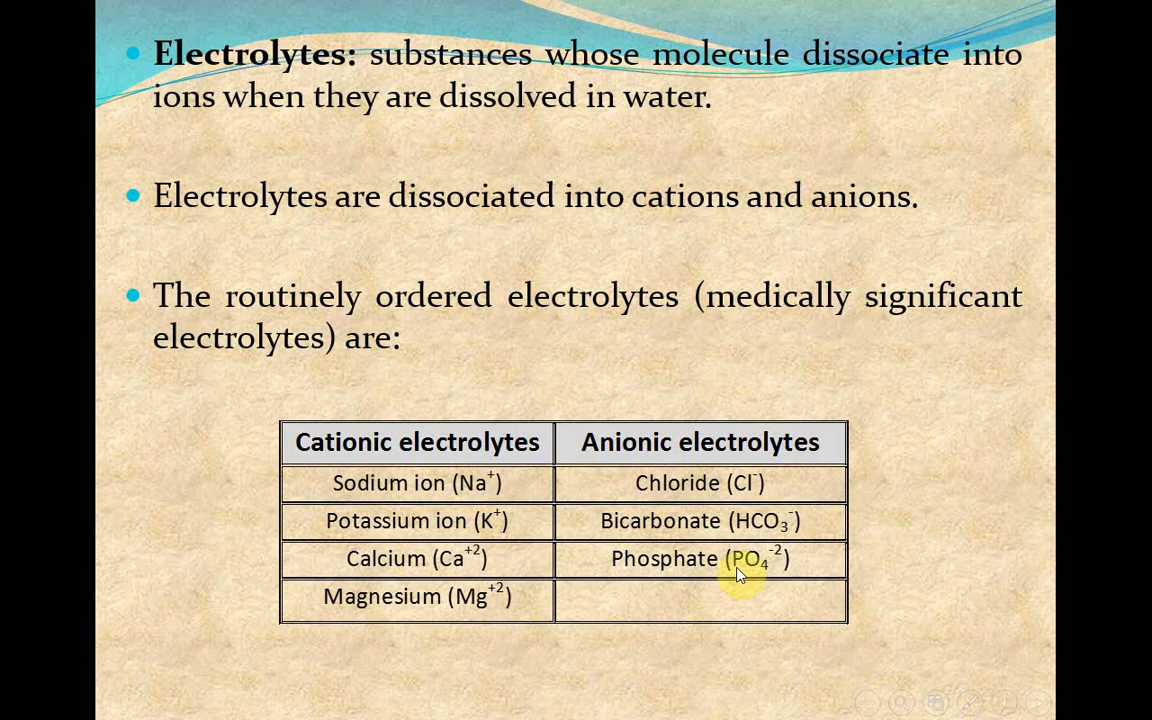 Electrolytes: substances whose molecule dissociate into
ions when they are dissolved in water.
Electrolytes are dissociated into cations and anions.
The routinely ordered electrolytes (medically significant
electrolytes) are:
Cationic electrolytes Anionic electrolytes
Sodium ion (Na⁺) Chloride (Cl⁻)
Potassium ion (K⁺) Bicarbonate (HCO₃⁻)
Calcium (Ca⁺²) Phosphate (PO₄⁻²)
Magnesium (Mg⁺²)